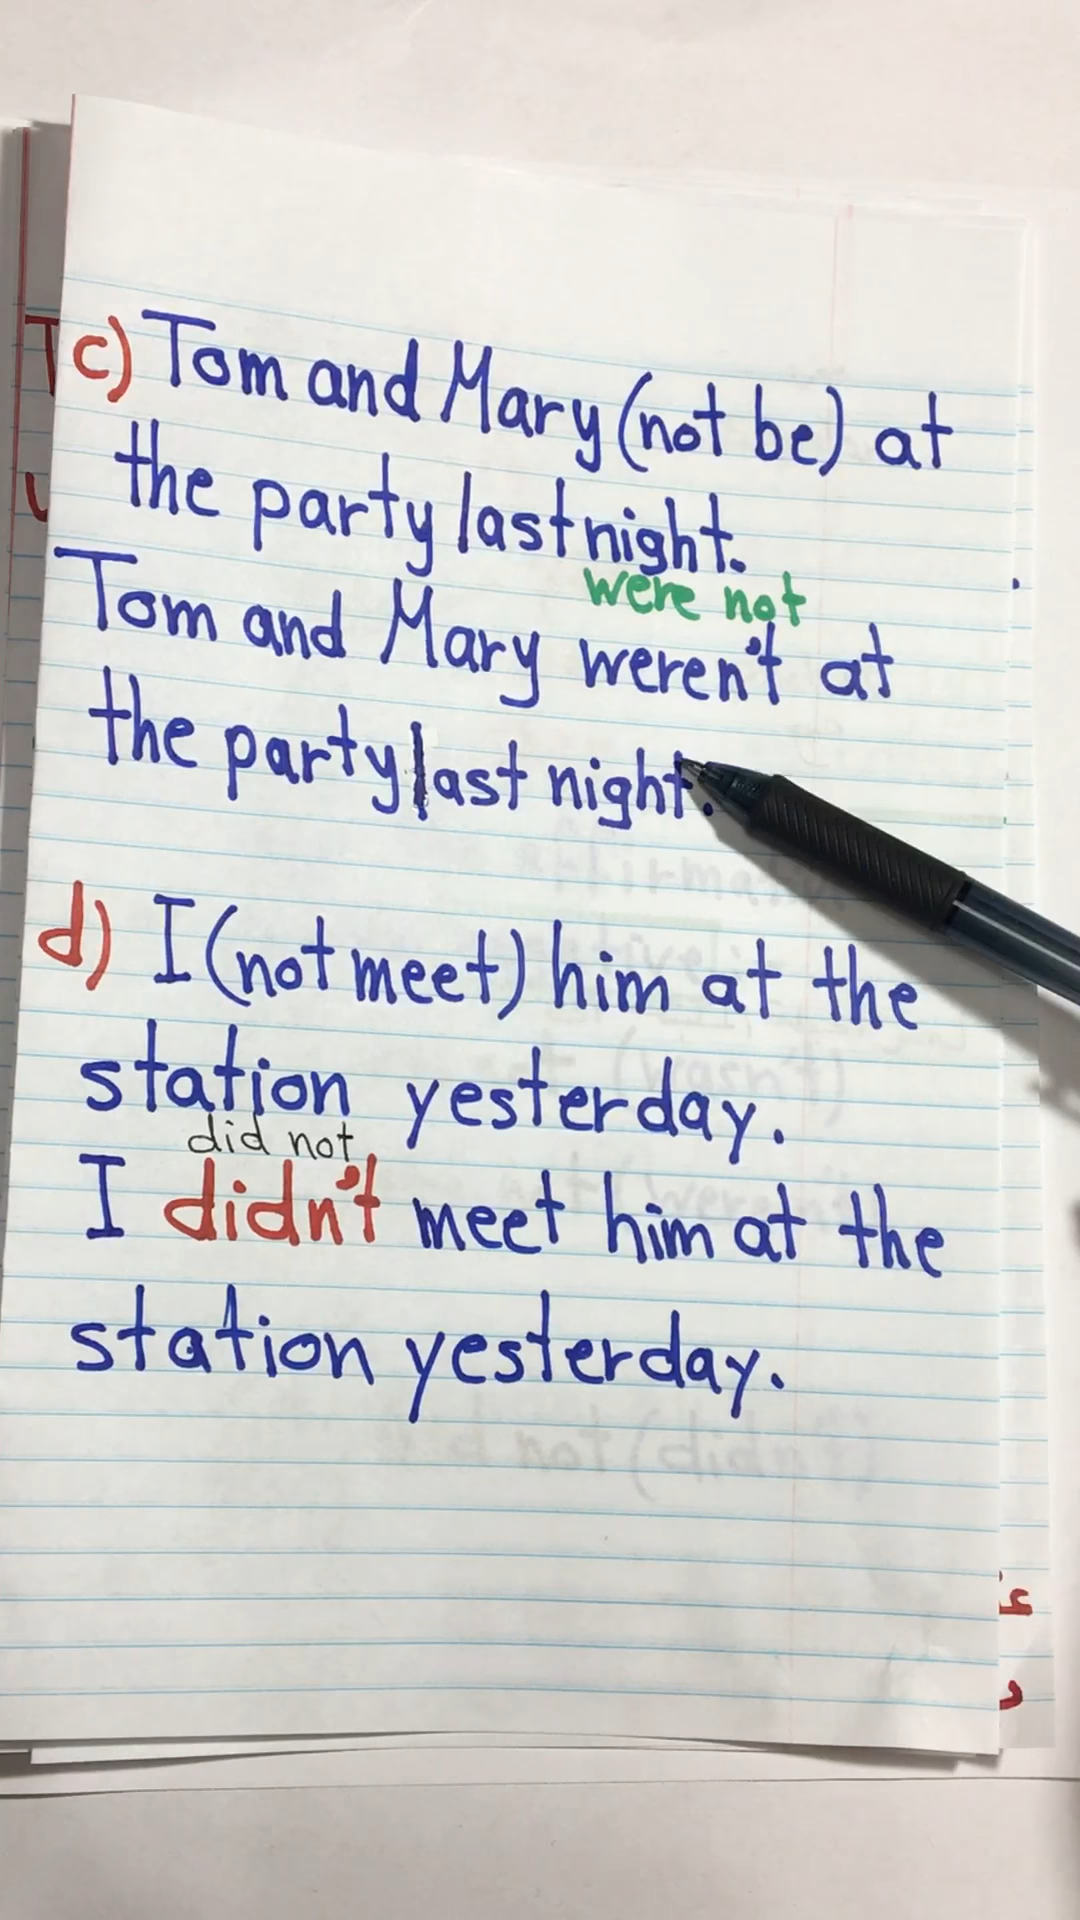 c) Tom and Mary (not be) at
the party last night.
were not
Tom and Mary weren't at
the party last night.
d) I (not meet) him at the
station yesterday.
did not
I didn't meet him at the
station yesterday.